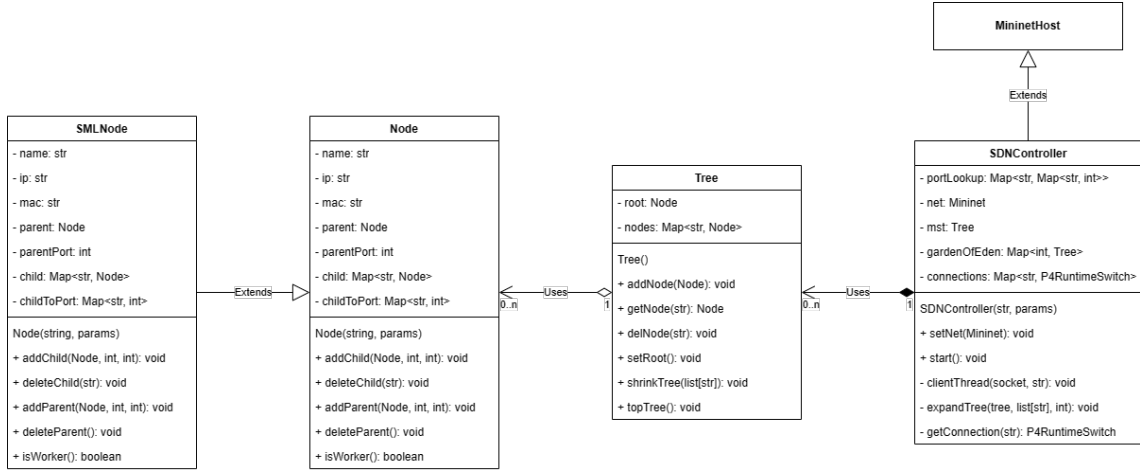 MininetHost
Extends
SMLNode
- name: str
- ip: str
- mac: str
- parent: Node
- parentPort: int
- child: Map<str, Node>
- childToPort: Map<str, int>
Node(string, params)
+ addChild(Node, int, int): void
+ deleteChild(str): void
+ addParent(Node, int, int): void
+ deleteParent(): void
+ isWorker(): boolean
Extends
Node
- name: str
- ip: str
- mac: str
- parent: Node
- parentPort: int
- child: Map<str, Node>
- childToPort: Map<str, int>
Node(string, params)
+ addChild(Node, int, int): void
+ deleteChild(str): void
+ addParent(Node, int, int): void
+ deleteParent(): void
+ isWorker(): boolean
0..n
Uses
1
Tree
- root: Node
- nodes: Map<str, Node>
Tree()
+ addNode(Node): void
+ getNode(str): Node
+ delNode(str): void
+ setRoot(): void
+ shrinkTree(list[str]): void
+ topTree(): void
0..n
Uses
1
SDNController
- portLookup: Map<str, Map<str, int>>
- net: Mininet
- mst: Tree
- gardenOfEden: Map<int, Tree>
- connections: Map<str, P4RuntimeSwitch>
SDNController(str, params)
+ setNet(Mininet): void
+ start(): void
- clientThread(socket, str): void
- expandTree(tree, list[str], int): void
- getConnection(str): P4RuntimeSwitch